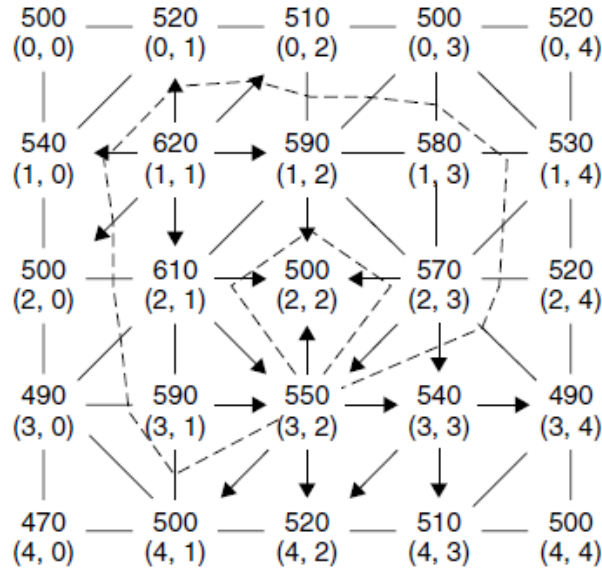 500 520 510 500 520
(0, 0) (0, 1) (0, 2) (0, 3) (0, 4)
540 620 590 580 530
(1, 0) (1, 1) (1, 2) (1, 3) (1, 4)
500 610 500 570 520
(2, 0) (2, 1) (2, 2) (2, 3) (2, 4)
490 590 550 540 490
(3, 0) (3, 1) (3, 2) (3, 3) (3, 4)
470 500 520 510 500
(4, 0) (4, 1) (4, 2) (4, 3) (4, 4)